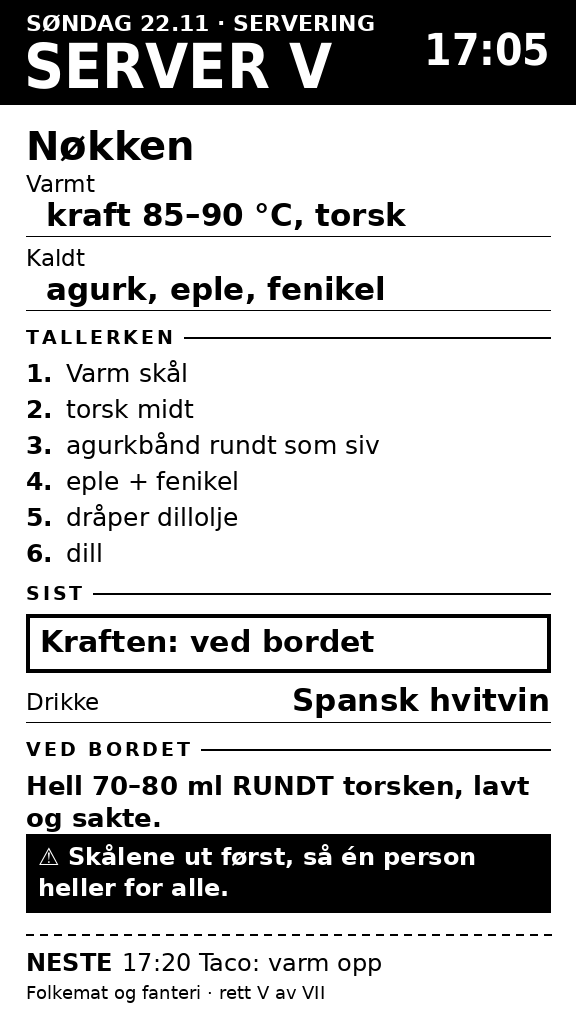 SØNDAG 22.11 · SERVERING
SERVER V
17:05
Nøkken
Varmt
kraft 85–90 °C, torsk
Kaldt
agurk, eple, fenikel
TALLERKEN
1. Varm skål
2. torsk midt
3. agurkbånd rundt som siv
4. eple + fenikel
5. dråper dillolje
6. dill
SIST
Kraften: ved bordet
Drikke Spansk hvitvin
VED BORDET
Hell 70–80 ml RUNDT torsken, lavt
og sakte.
⚠ Skålene ut først, så én person
heller for alle.
NESTE 17:20 Taco: varm opp
Folkemat og fanteri · rett V av VII